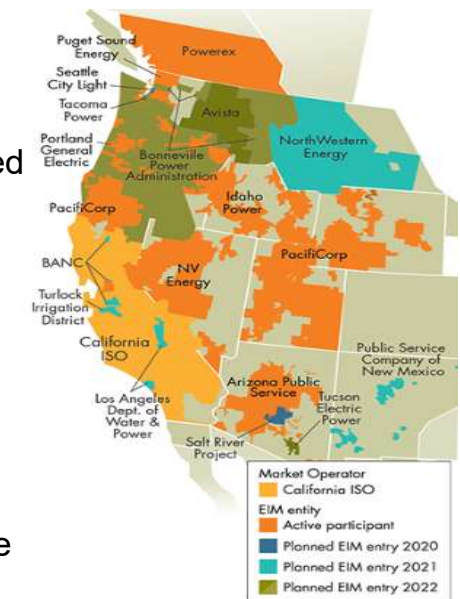 Puget Sound
Energy
Powerex
Seattle
City Light
Tacoma
Power
Avista
NorthWestern
Energy
ed
Portland
General
Electric
Bonneville
Power
Administration
Idaho
Power
PacifiCorp
PacifiCorp
BANC
NV
Energy
Turlock
Irrigation
District
California
ISO
Public Service
Company of
New Mexico
Arizona Public
Service
Tucson
Electric
Power
Los Angeles
Dept. of
Water &
Power
Salt River
Project
e
Market Operator
California ISO
EIM entity
Active participant
Planned EIM entry 2020
Planned EIM entry 2021
Planned EIM entry 2022